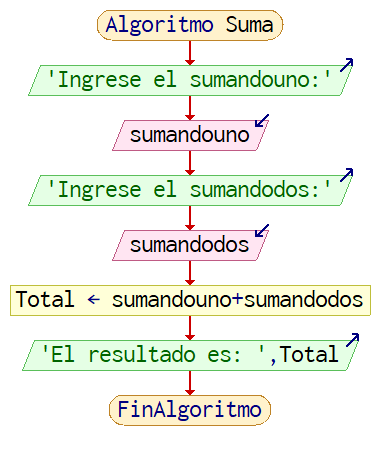 Algoritmo Suma
'Ingrese el sumandouno:'
sumandouno
'Ingrese el sumandodos:'
sumandodos
Total ← sumandouno+sumandodos
'El resultado es: ',Total
FinAlgoritmo